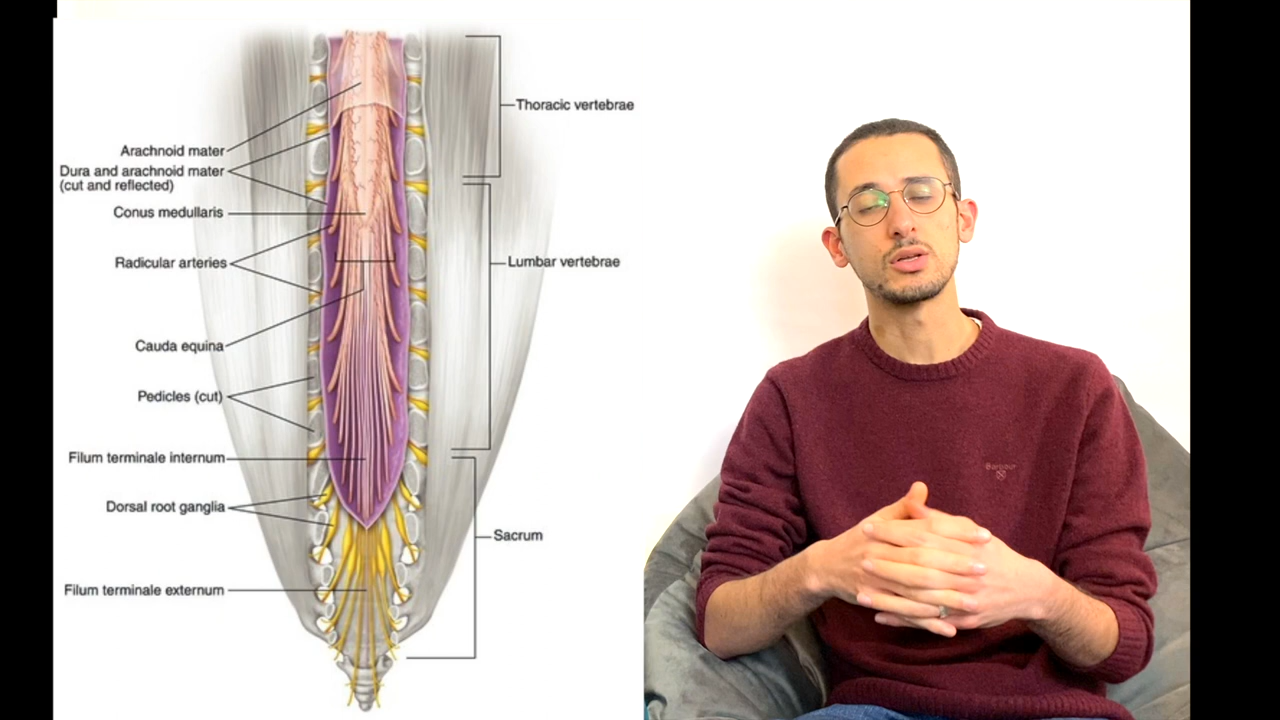 Thoracic vertebrae
Arachnoid mater
Dura and arachnoid mater
(cut and reflected)
Conus medullaris
Radicular arteries
Lumbar vertebrae
Cauda equina
Pedicles (cut)
Filum terminale internum
Dorsal root ganglia
Sacrum
Filum terminale externum
Barbour